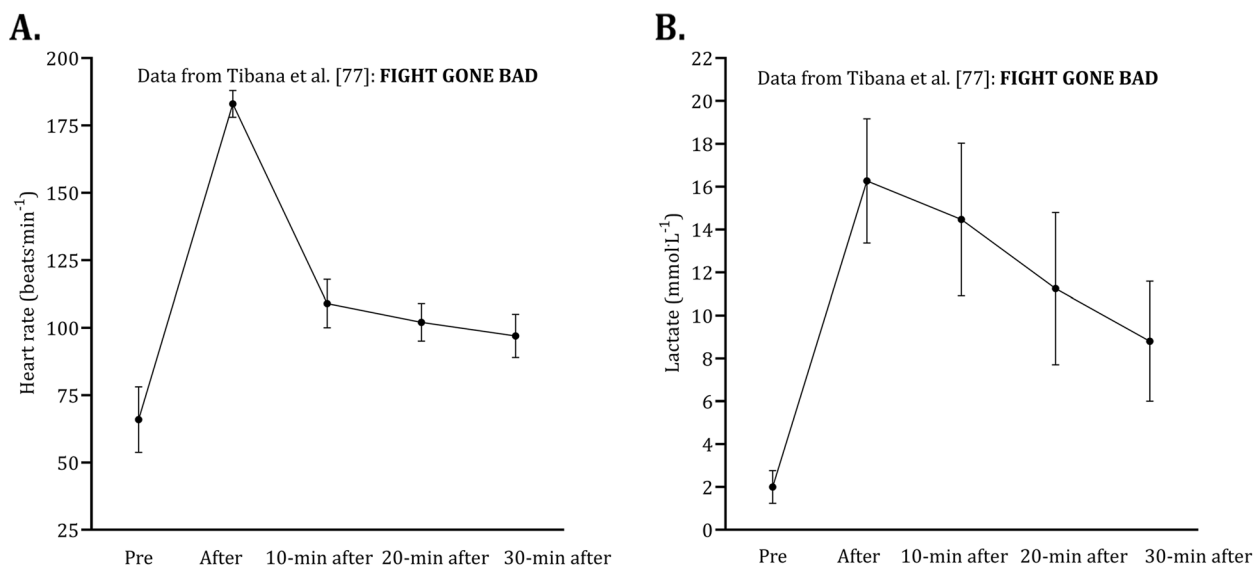 A.
Data from Tibana et al. [77]: FIGHT GONE BAD
Heart rate (beats·min⁻¹)
200
175
150
125
100
75
50
25
Pre After 10-min after 20-min after 30-min after
B.
Data from Tibana et al. [77]: FIGHT GONE BAD
Lactate (mmol·L⁻¹)
22
20
18
16
14
12
10
8
6
4
2
0
Pre After 10-min after 20-min after 30-min after